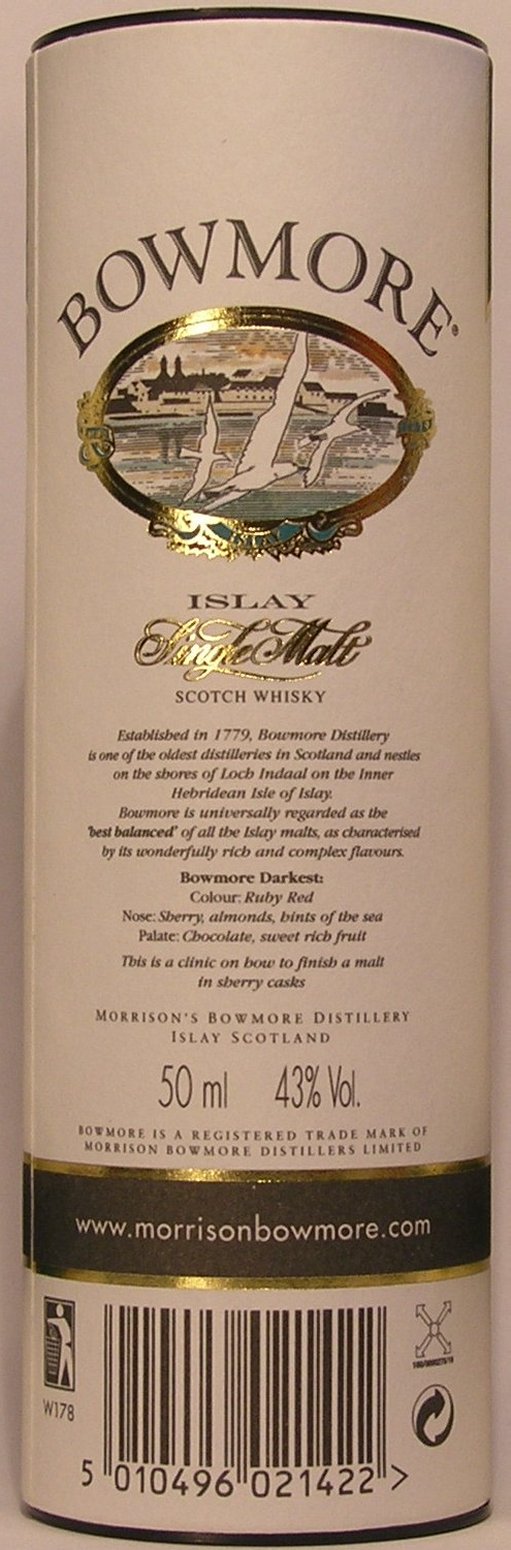 BOWMORE®
ISLAY
ISLAY
Single Malt
SCOTCH WHISKY
Established in 1779, Bowmore Distillery
is one of the oldest distilleries in Scotland and nestles
on the shores of Loch Indaal on the Inner
Hebridean Isle of Islay.
Bowmore is universally regarded as the
'best balanced' of all the Islay malts, as characterised
by its wonderfully rich and complex flavours.
Bowmore Darkest:
Colour: Ruby Red
Nose: Sherry, almonds, hints of the sea
Palate: Chocolate, sweet rich fruit
This is a clinic on how to finish a malt
in sherry casks
MORRISON'S BOWMORE DISTILLERY
ISLAY SCOTLAND
50 ml 43% Vol.
BOWMORE IS A REGISTERED TRADE MARK OF
MORRISON BOWMORE DISTILLERS LIMITED
www.morrisonbowmore.com
W178
5 010496 021422 >